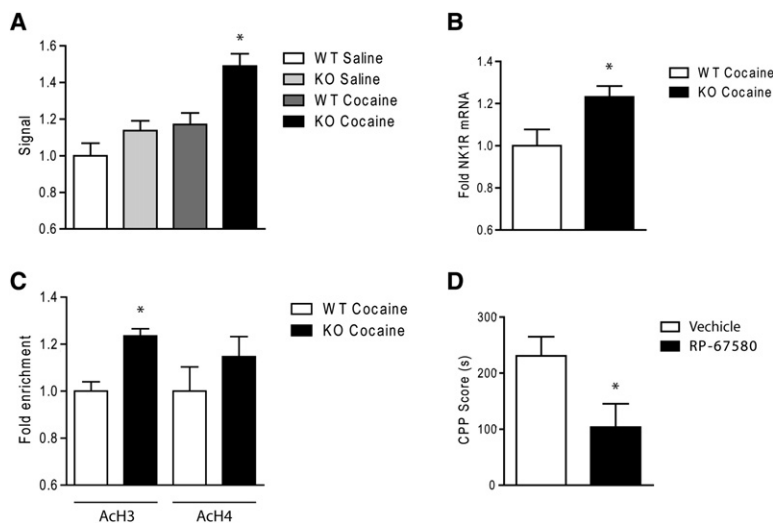 A
*
1.6
1.4
1.2
1.0
0.8
0.6
Signal
WT Saline
KO Saline
WT Cocaine
KO Cocaine
B
*
1.4
1.2
1.0
0.8
0.6
Fold NK1R mRNA
WT Cocaine
KO Cocaine
C
*
1.4
1.2
1.0
0.8
0.6
Fold enrichment
AcH3
AcH4
WT Cocaine
KO Cocaine
D
*
300
200
100
0
CPP Score (s)
Vechicle
RP-67580